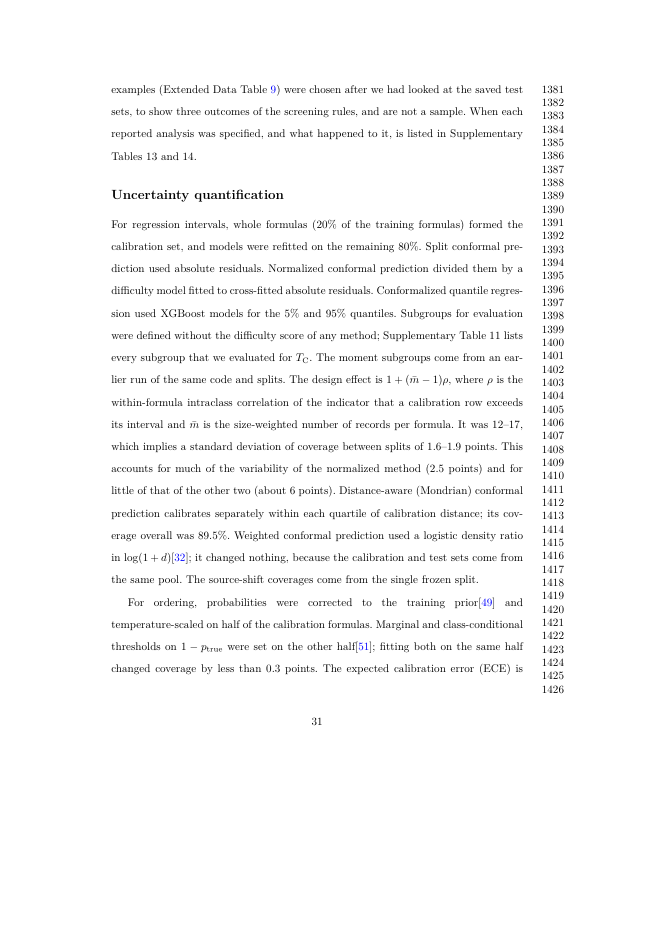 examples (Extended Data Table 9) were chosen after we had looked at the saved test
sets, to show three outcomes of the screening rules, and are not a sample. When each
reported analysis was specified, and what happened to it, is listed in Supplementary
Tables 13 and 14.
Uncertainty quantification
For regression intervals, whole formulas (20% of the training formulas) formed the
calibration set, and models were refitted on the remaining 80%. Split conformal pre-
diction used absolute residuals. Normalized conformal prediction divided them by a
difficulty model fitted to cross-fitted absolute residuals. Conformalized quantile regres-
sion used XGBoost models for the 5% and 95% quantiles. Subgroups for evaluation
were defined without the difficulty score of any method; Supplementary Table 11 lists
every subgroup that we evaluated for T_C. The moment subgroups come from an ear-
lier run of the same code and splits. The design effect is 1 + (m̄ − 1)ρ, where ρ is the
within-formula intraclass correlation of the indicator that a calibration row exceeds
its interval and m̄ is the size-weighted number of records per formula. It was 12–17,
which implies a standard deviation of coverage between splits of 1.6–1.9 points. This
accounts for much of the variability of the normalized method (2.5 points) and for
little of that of the other two (about 6 points). Distance-aware (Mondrian) conformal
prediction calibrates separately within each quartile of calibration distance; its cov-
erage overall was 89.5%. Weighted conformal prediction used a logistic density ratio
in log(1 + d)[32]; it changed nothing, because the calibration and test sets come from
the same pool. The source-shift coverages come from the single frozen split.
For ordering, probabilities were corrected to the training prior[49] and
temperature-scaled on half of the calibration formulas. Marginal and class-conditional
thresholds on 1 − p_true were set on the other half[51]; fitting both on the same half
changed coverage by less than 0.3 points. The expected calibration error (ECE) is
31
1381
1382
1383
1384
1385
1386
1387
1388
1389
1390
1391
1392
1393
1394
1395
1396
1397
1398
1399
1400
1401
1402
1403
1404
1405
1406
1407
1408
1409
1410
1411
1412
1413
1414
1415
1416
1417
1418
1419
1420
1421
1422
1423
1424
1425
1426